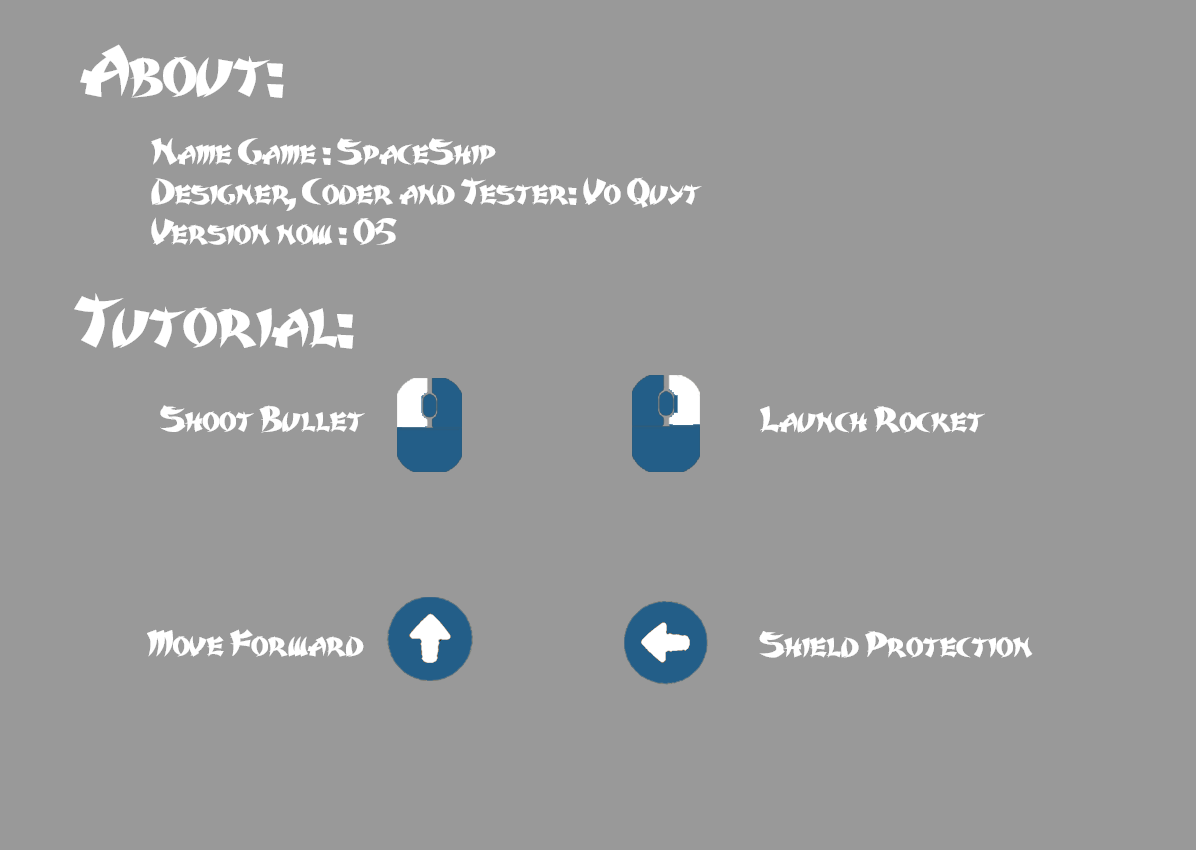 About:
Name Game : SpaceShip
Designer, Coder and Tester: Vo Quyt
Version now : 05
Tutorial:
Shoot Bullet
Launch Rocket
Move Forward
Shield Protection